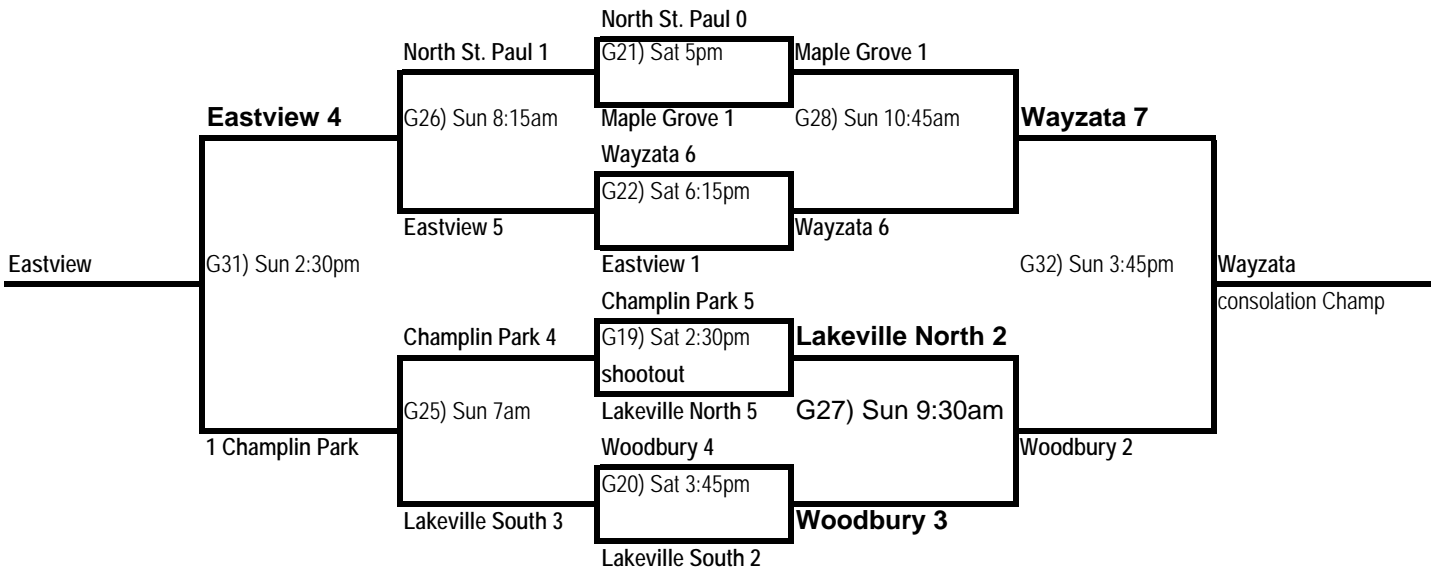 North St. Paul 0
North St. Paul 1
G21) Sat 5pm
Maple Grove 1
Eastview 4
G26) Sun 8:15am
Maple Grove 1
G28) Sun 10:45am
Wayzata 7
Wayzata 6
G22) Sat 6:15pm
Eastview 5
Wayzata 6
Eastview
G31) Sun 2:30pm
Eastview 1
G32) Sun 3:45pm
Wayzata
Champlin Park 5
consolation Champ
Champlin Park 4
G19) Sat 2:30pm
Lakeville North 2
shootout
G25) Sun 7am
Lakeville North 5
G27) Sun 9:30am
1 Champlin Park
Woodbury 4
Woodbury 2
G20) Sat 3:45pm
Lakeville South 3
Woodbury 3
Lakeville South 2